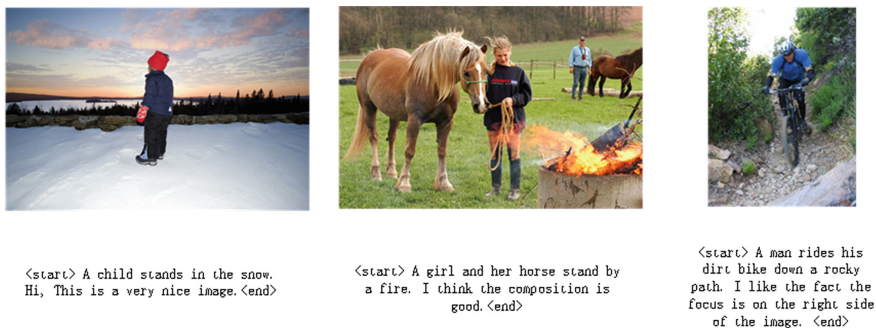 <start> A child stands in the snow.
Hi, This is a very nice image.<end>
<start> A girl and her horse stand by
a fire. I think the composition is
good.<end>
<start> A man rides his
dirt bike down a rocky
path. I like the fact the
focus is on the right side
of the image. <end>